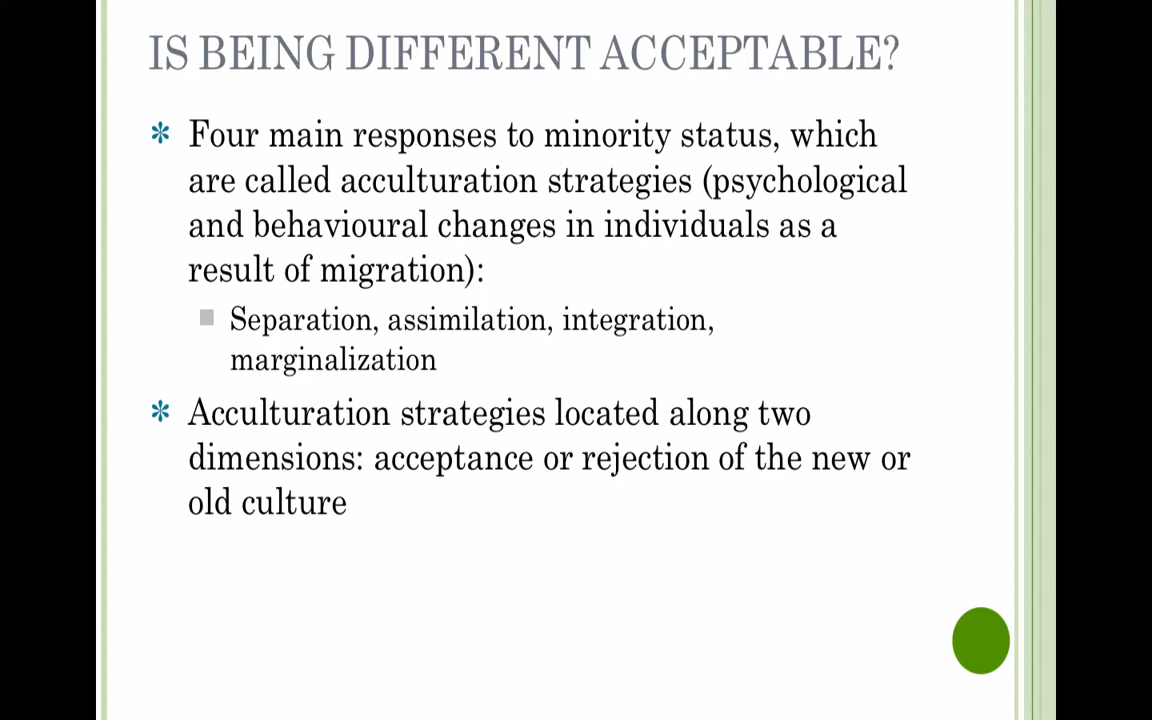 IS BEING DIFFERENT ACCEPTABLE?
Four main responses to minority status, which
are called acculturation strategies (psychological
and behavioural changes in individuals as a
result of migration):
Separation, assimilation, integration,
marginalization
Acculturation strategies located along two
dimensions: acceptance or rejection of the new or
old culture